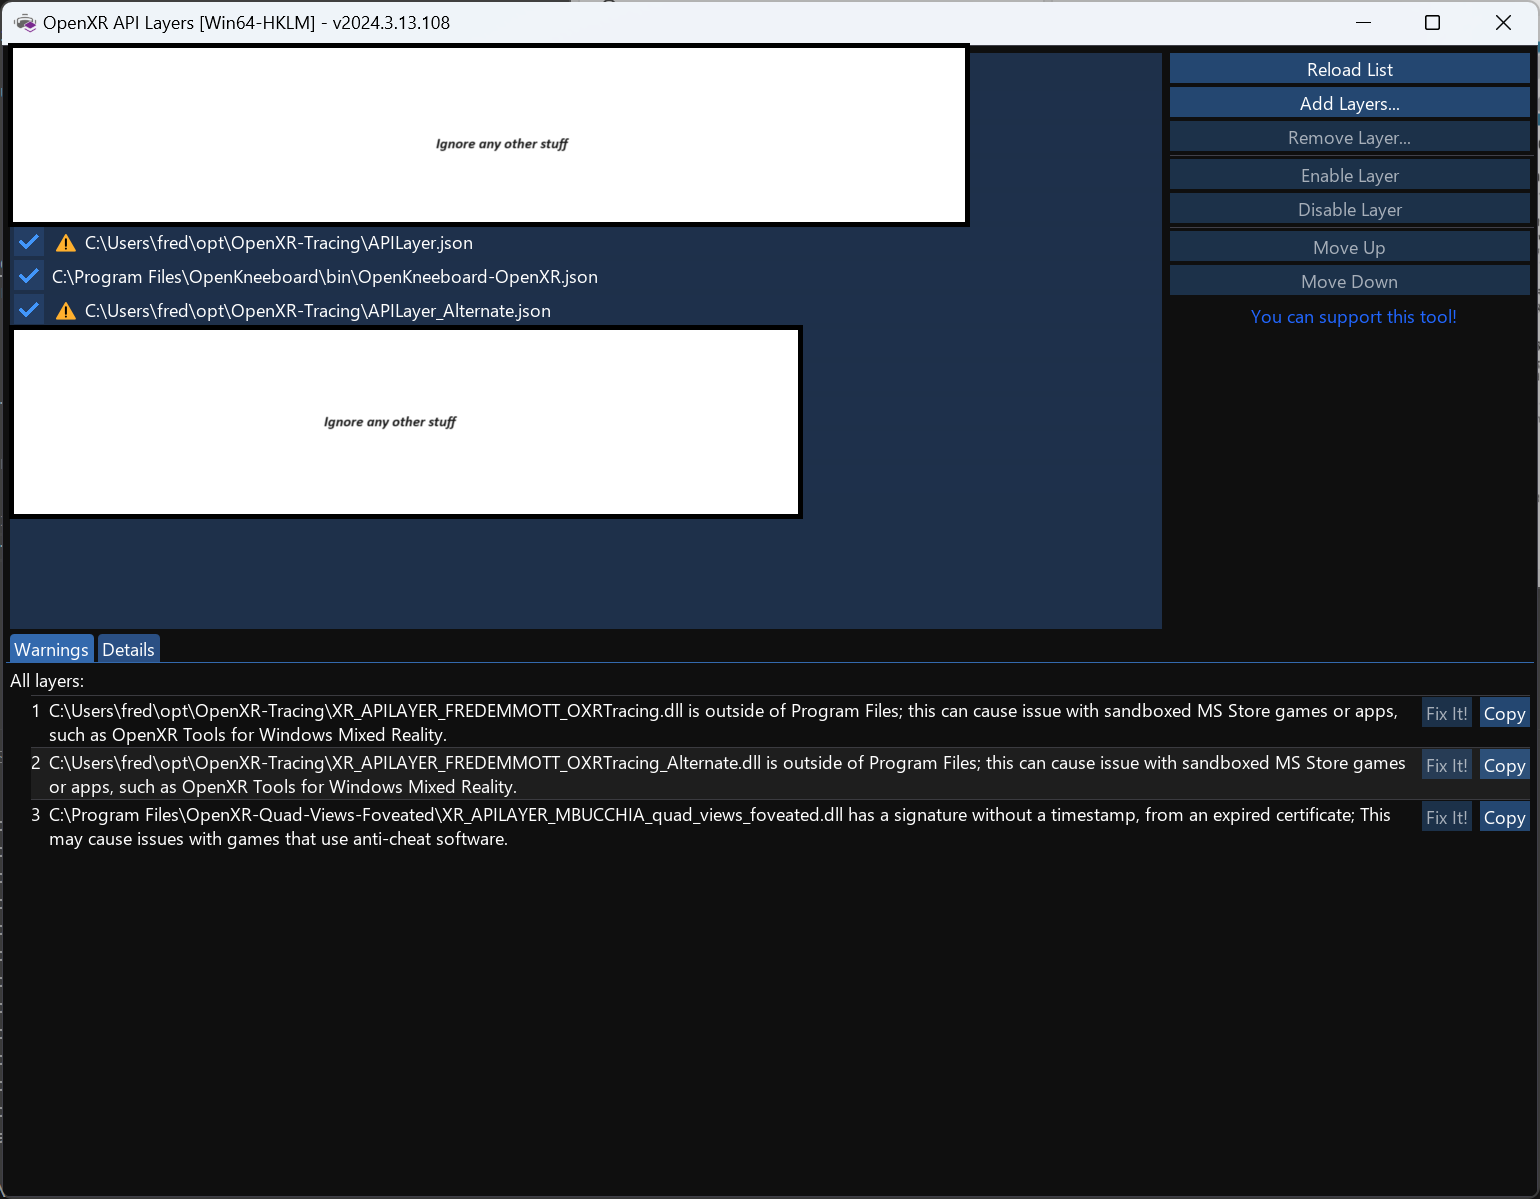 OpenXR API Layers [Win64-HKLM] - v2024.3.13.108
Ignore any other stuff
C:\Users\fred\opt\OpenXR-Tracing\APILayer.json
C:\Program Files\OpenKneeboard\bin\OpenKneeboard-OpenXR.json
C:\Users\fred\opt\OpenXR-Tracing\APILayer_Alternate.json
Ignore any other stuff
Reload List
Add Layers...
Remove Layer...
Enable Layer
Disable Layer
Move Up
Move Down
You can support this tool!
Warnings Details
All layers:
1 C:\Users\fred\opt\OpenXR-Tracing\XR_APILAYER_FREDEMMOTT_OXRTracing.dll is outside of Program Files; this can cause issue with sandboxed MS Store games or apps,
such as OpenXR Tools for Windows Mixed Reality.
Fix It! Copy
2 C:\Users\fred\opt\OpenXR-Tracing\XR_APILAYER_FREDEMMOTT_OXRTracing_Alternate.dll is outside of Program Files; this can cause issue with sandboxed MS Store games
or apps, such as OpenXR Tools for Windows Mixed Reality.
Fix It! Copy
3 C:\Program Files\OpenXR-Quad-Views-Foveated\XR_APILAYER_MBUCCHIA_quad_views_foveated.dll has a signature without a timestamp, from an expired certificate; This
may cause issues with games that use anti-cheat software.
Fix It! Copy